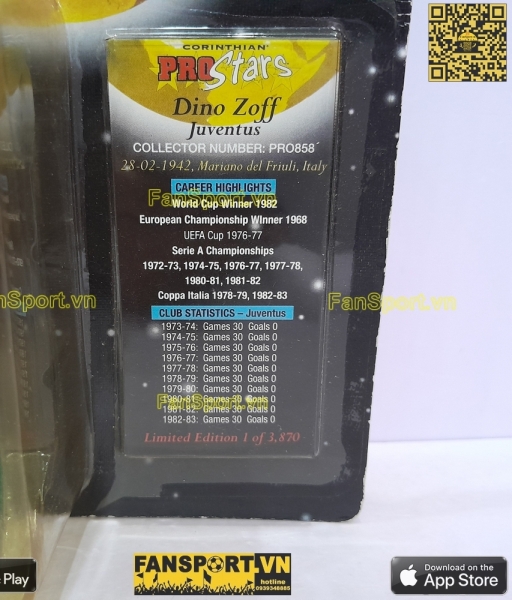 CORINTHIAN®
PROStars
Dino Zoff
Juventus
COLLECTOR NUMBER: PRO858
28-02-1942, Mariano del Friuli, Italy
CAREER HIGHLIGHTS
FanSport.vn
World Cup Winner 1982
European Championship WInner 1968
UEFA Cup 1976-77
Serie A Championships
1972-73, 1974-75, 1976-77, 1977-78,
1980-81, 1981-82
Coppa Italia 1978-79, 1982-83
FanSport.vn
FanSport.vn
CLUB STATISTICS – Juventus
1973-74: Games 30 Goals 0
1974-75: Games 30 Goals 0
1975-76: Games 30 Goals 0
1976-77: Games 30 Goals 0
1977-78: Games 30 Goals 0
1978-79: Games 30 Goals 0
1979-80: Games 30 Goals 0
1980-81: Games 30 Goals 0
FanSport.vn
1981-82: Games 30 Goals 0
1982-83: Games 30 Goals 0
Limited Edition 1 of 3,870
Play
FANSPORT.VN
hotline
0939346885
Download on the
App Store